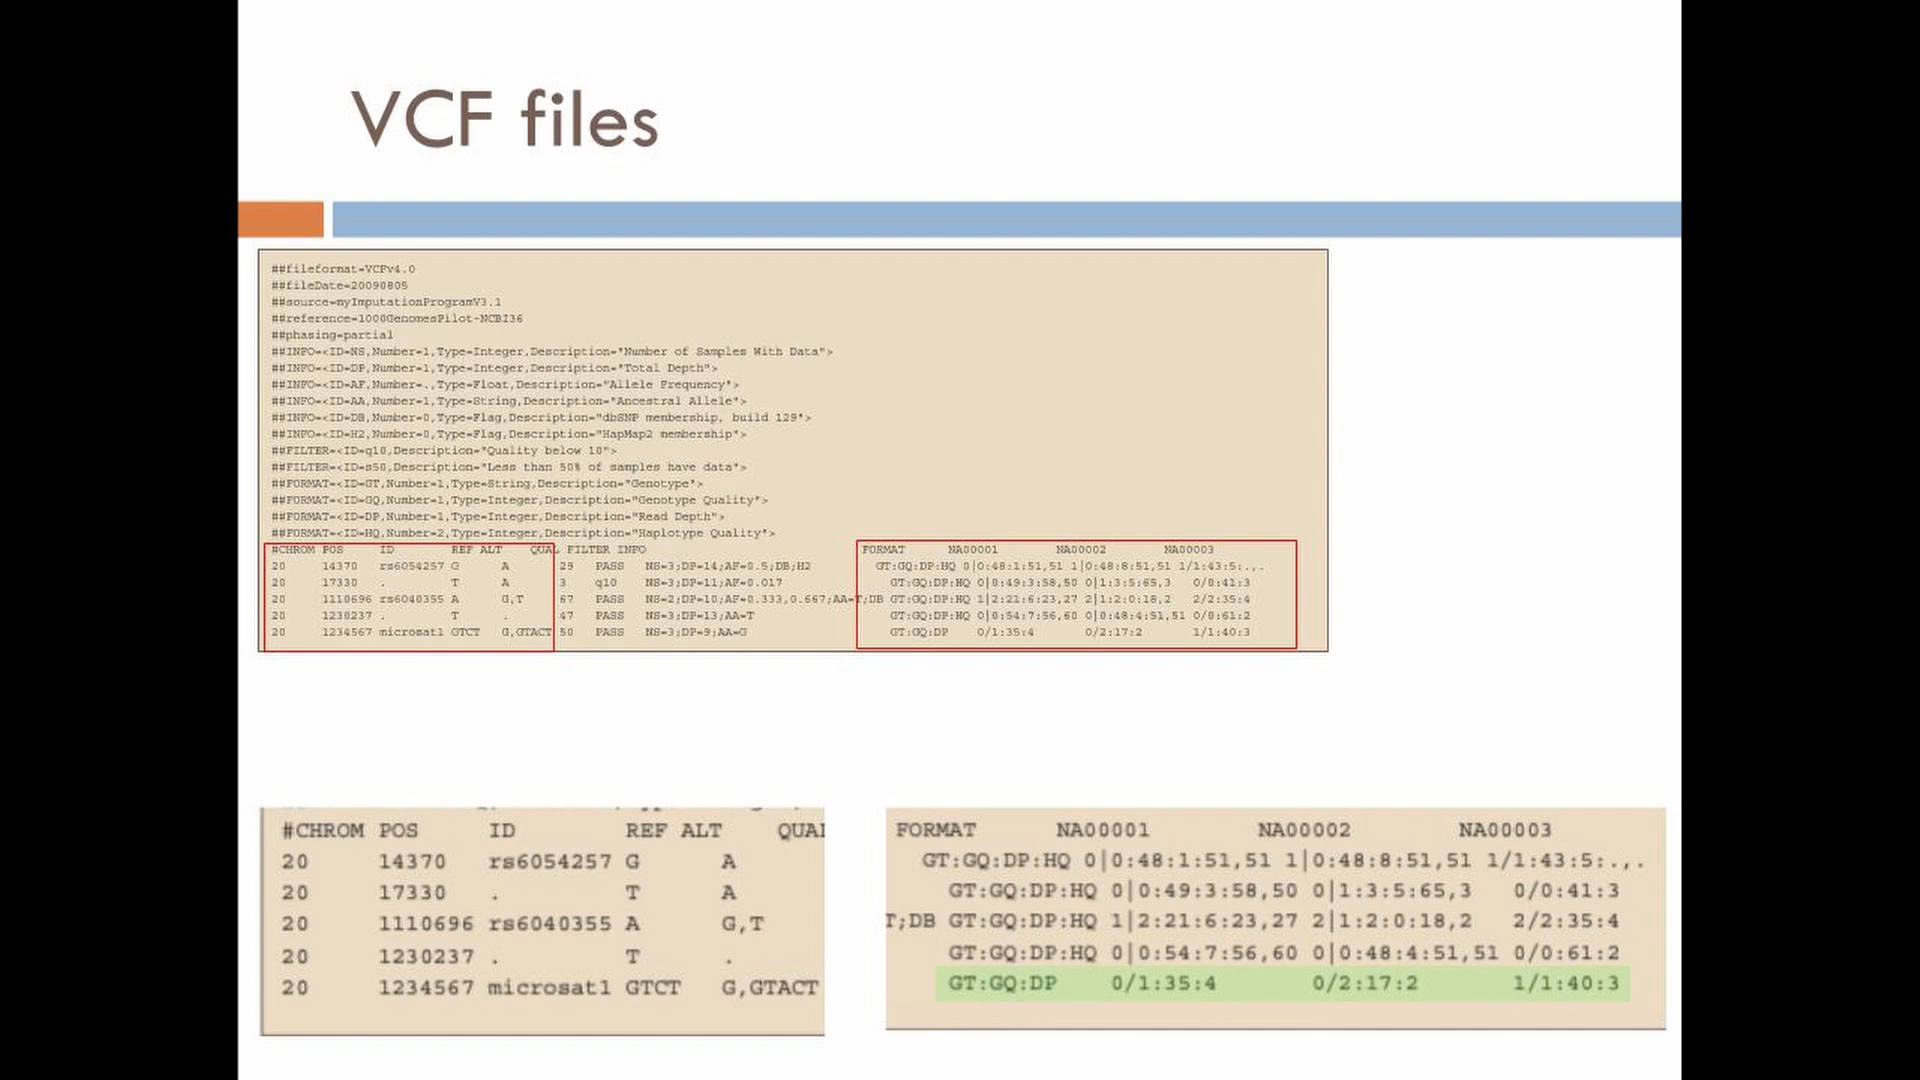 VCF files
##fileformat=VCFv4.0
##fileDate=20090805
##source=myImputationProgramV3.1
##reference=1000GenomesPilot-NCBI36
##phasing=partial
##INFO=<ID=NS,Number=1,Type=Integer,Description="Number of Samples With Data">
##INFO=<ID=DP,Number=1,Type=Integer,Description="Total Depth">
##INFO=<ID=AF,Number=.,Type=Float,Description="Allele Frequency">
##INFO=<ID=AA,Number=1,Type=String,Description="Ancestral Allele">
##INFO=<ID=DB,Number=0,Type=Flag,Description="dbSNP membership, build 129">
##INFO=<ID=H2,Number=0,Type=Flag,Description="HapMap2 membership">
##FILTER=<ID=q10,Description="Quality below 10">
##FILTER=<ID=s50,Description="Less than 50% of samples have data">
##FORMAT=<ID=GT,Number=1,Type=String,Description="Genotype">
##FORMAT=<ID=GQ,Number=1,Type=Integer,Description="Genotype Quality">
##FORMAT=<ID=DP,Number=1,Type=Integer,Description="Read Depth">
##FORMAT=<ID=HQ,Number=2,Type=Integer,Description="Haplotype Quality">
#CHROM POS ID REF ALT QUAL FILTER INFO FORMAT NA00001 NA00002 NA00003
20 14370 rs6054257 G A 29 PASS NS=3;DP=14;AF=0.5;DB;H2 GT:GQ:DP:HQ 0|0:48:1:51,51 1|0:48:8:51,51 1/1:43:5:.,.
20 17330 . T A 3 q10 NS=3;DP=11;AF=0.017 GT:GQ:DP:HQ 0|0:49:3:58,50 0|1:3:5:65,3 0/0:41:3
20 1110696 rs6040355 A G,T 67 PASS NS=2;DP=10;AF=0.333,0.667;AA=T;DB GT:GQ:DP:HQ 1|2:21:6:23,27 2|1:2:0:18,2 2/2:35:4
20 1230237 . T . 47 PASS NS=3;DP=13;AA=T GT:GQ:DP:HQ 0|0:54:7:56,60 0|0:48:4:51,51 0/0:61:2
20 1234567 microsat1 GTCT G,GTACT 50 PASS NS=3;DP=9;AA=G GT:GQ:DP 0/1:35:4 0/2:17:2 1/1:40:3
#CHROM POS ID REF ALT QUAL
20 14370 rs6054257 G A
20 17330 . T A
20 1110696 rs6040355 A G,T
20 1230237 . T .
20 1234567 microsat1 GTCT G,GTACT
FORMAT NA00001 NA00002 NA00003
GT:GQ:DP:HQ 0|0:48:1:51,51 1|0:48:8:51,51 1/1:43:5:.,.
GT:GQ:DP:HQ 0|0:49:3:58,50 0|1:3:5:65,3 0/0:41:3
T;DB GT:GQ:DP:HQ 1|2:21:6:23,27 2|1:2:0:18,2 2/2:35:4
GT:GQ:DP:HQ 0|0:54:7:56,60 0|0:48:4:51,51 0/0:61:2
GT:GQ:DP 0/1:35:4 0/2:17:2 1/1:40:3